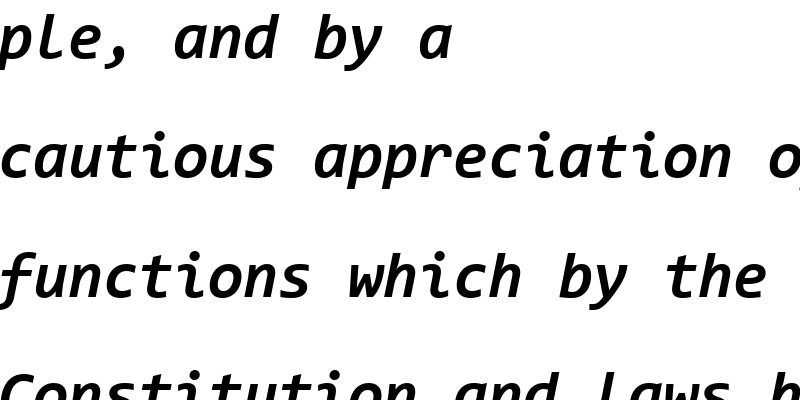 ple, and by a
cautious appreciation
functions which by the
Constitution and Laws